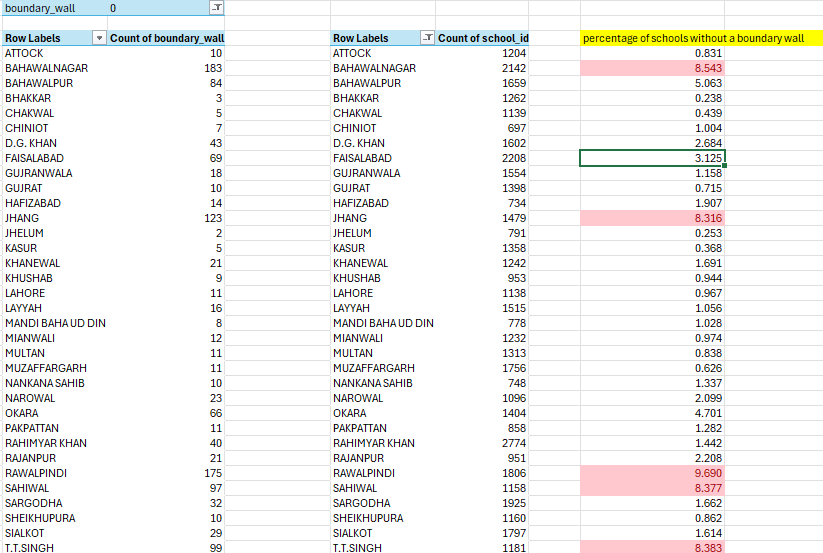 boundary_wall 0
Row Labels Count of boundary_wall Row Labels Count of school_id percentage of schools without a boundary wall
ATTOCK 10 ATTOCK 1204 0.831
BAHAWALNAGAR 183 BAHAWALNAGAR 2142 8.543
BAHAWALPUR 84 BAHAWALPUR 1659 5.063
BHAKKAR 3 BHAKKAR 1262 0.238
CHAKWAL 5 CHAKWAL 1139 0.439
CHINIOT 7 CHINIOT 697 1.004
D.G. KHAN 43 D.G. KHAN 1602 2.684
FAISALABAD 69 FAISALABAD 2208 3.125
GUJRANWALA 18 GUJRANWALA 1554 1.158
GUJRAT 10 GUJRAT 1398 0.715
HAFIZABAD 14 HAFIZABAD 734 1.907
JHANG 123 JHANG 1479 8.316
JHELUM 2 JHELUM 791 0.253
KASUR 5 KASUR 1358 0.368
KHANEWAL 21 KHANEWAL 1242 1.691
KHUSHAB 9 KHUSHAB 953 0.944
LAHORE 11 LAHORE 1138 0.967
LAYYAH 16 LAYYAH 1515 1.056
MANDI BAHA UD DIN 8 MANDI BAHA UD DIN 778 1.028
MIANWALI 12 MIANWALI 1232 0.974
MULTAN 11 MULTAN 1313 0.838
MUZAFFARGARH 11 MUZAFFARGARH 1756 0.626
NANKANA SAHIB 10 NANKANA SAHIB 748 1.337
NAROWAL 23 NAROWAL 1096 2.099
OKARA 66 OKARA 1404 4.701
PAKPATTAN 11 PAKPATTAN 858 1.282
RAHIMYAR KHAN 40 RAHIMYAR KHAN 2774 1.442
RAJANPUR 21 RAJANPUR 951 2.208
RAWALPINDI 175 RAWALPINDI 1806 9.690
SAHIWAL 97 SAHIWAL 1158 8.377
SARGODHA 32 SARGODHA 1925 1.662
SHEIKHUPURA 10 SHEIKHUPURA 1160 0.862
SIALKOT 29 SIALKOT 1797 1.614
T.T.SINGH 99 T.T.SINGH 1181 8.383